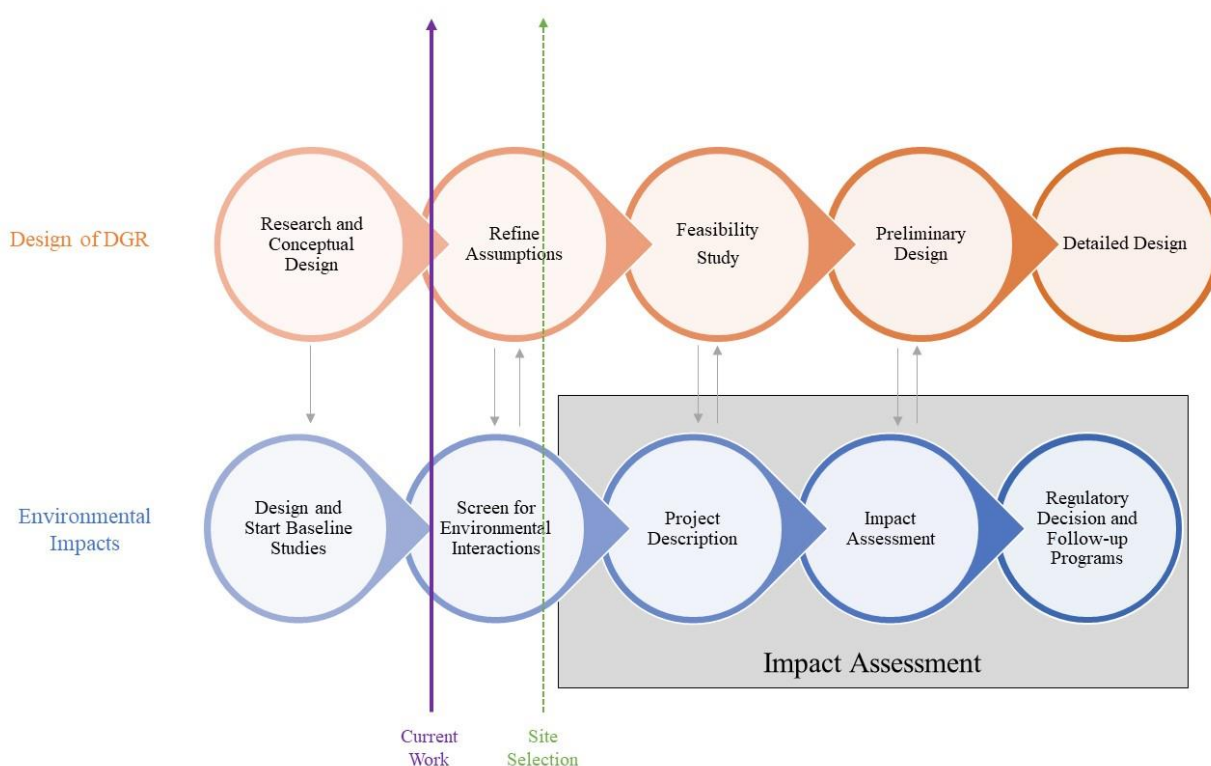 Design of DGR
Research and
Conceptual
Design
Refine
Assumptions
Feasibility
Study
Preliminary
Design
Detailed Design
Environmental
Impacts
Design and
Start Baseline
Studies
Screen for
Environmental
Interactions
Project
Description
Impact
Assessment
Regulatory
Decision and
Follow-up
Programs
Impact Assessment
Current
Work
Site
Selection